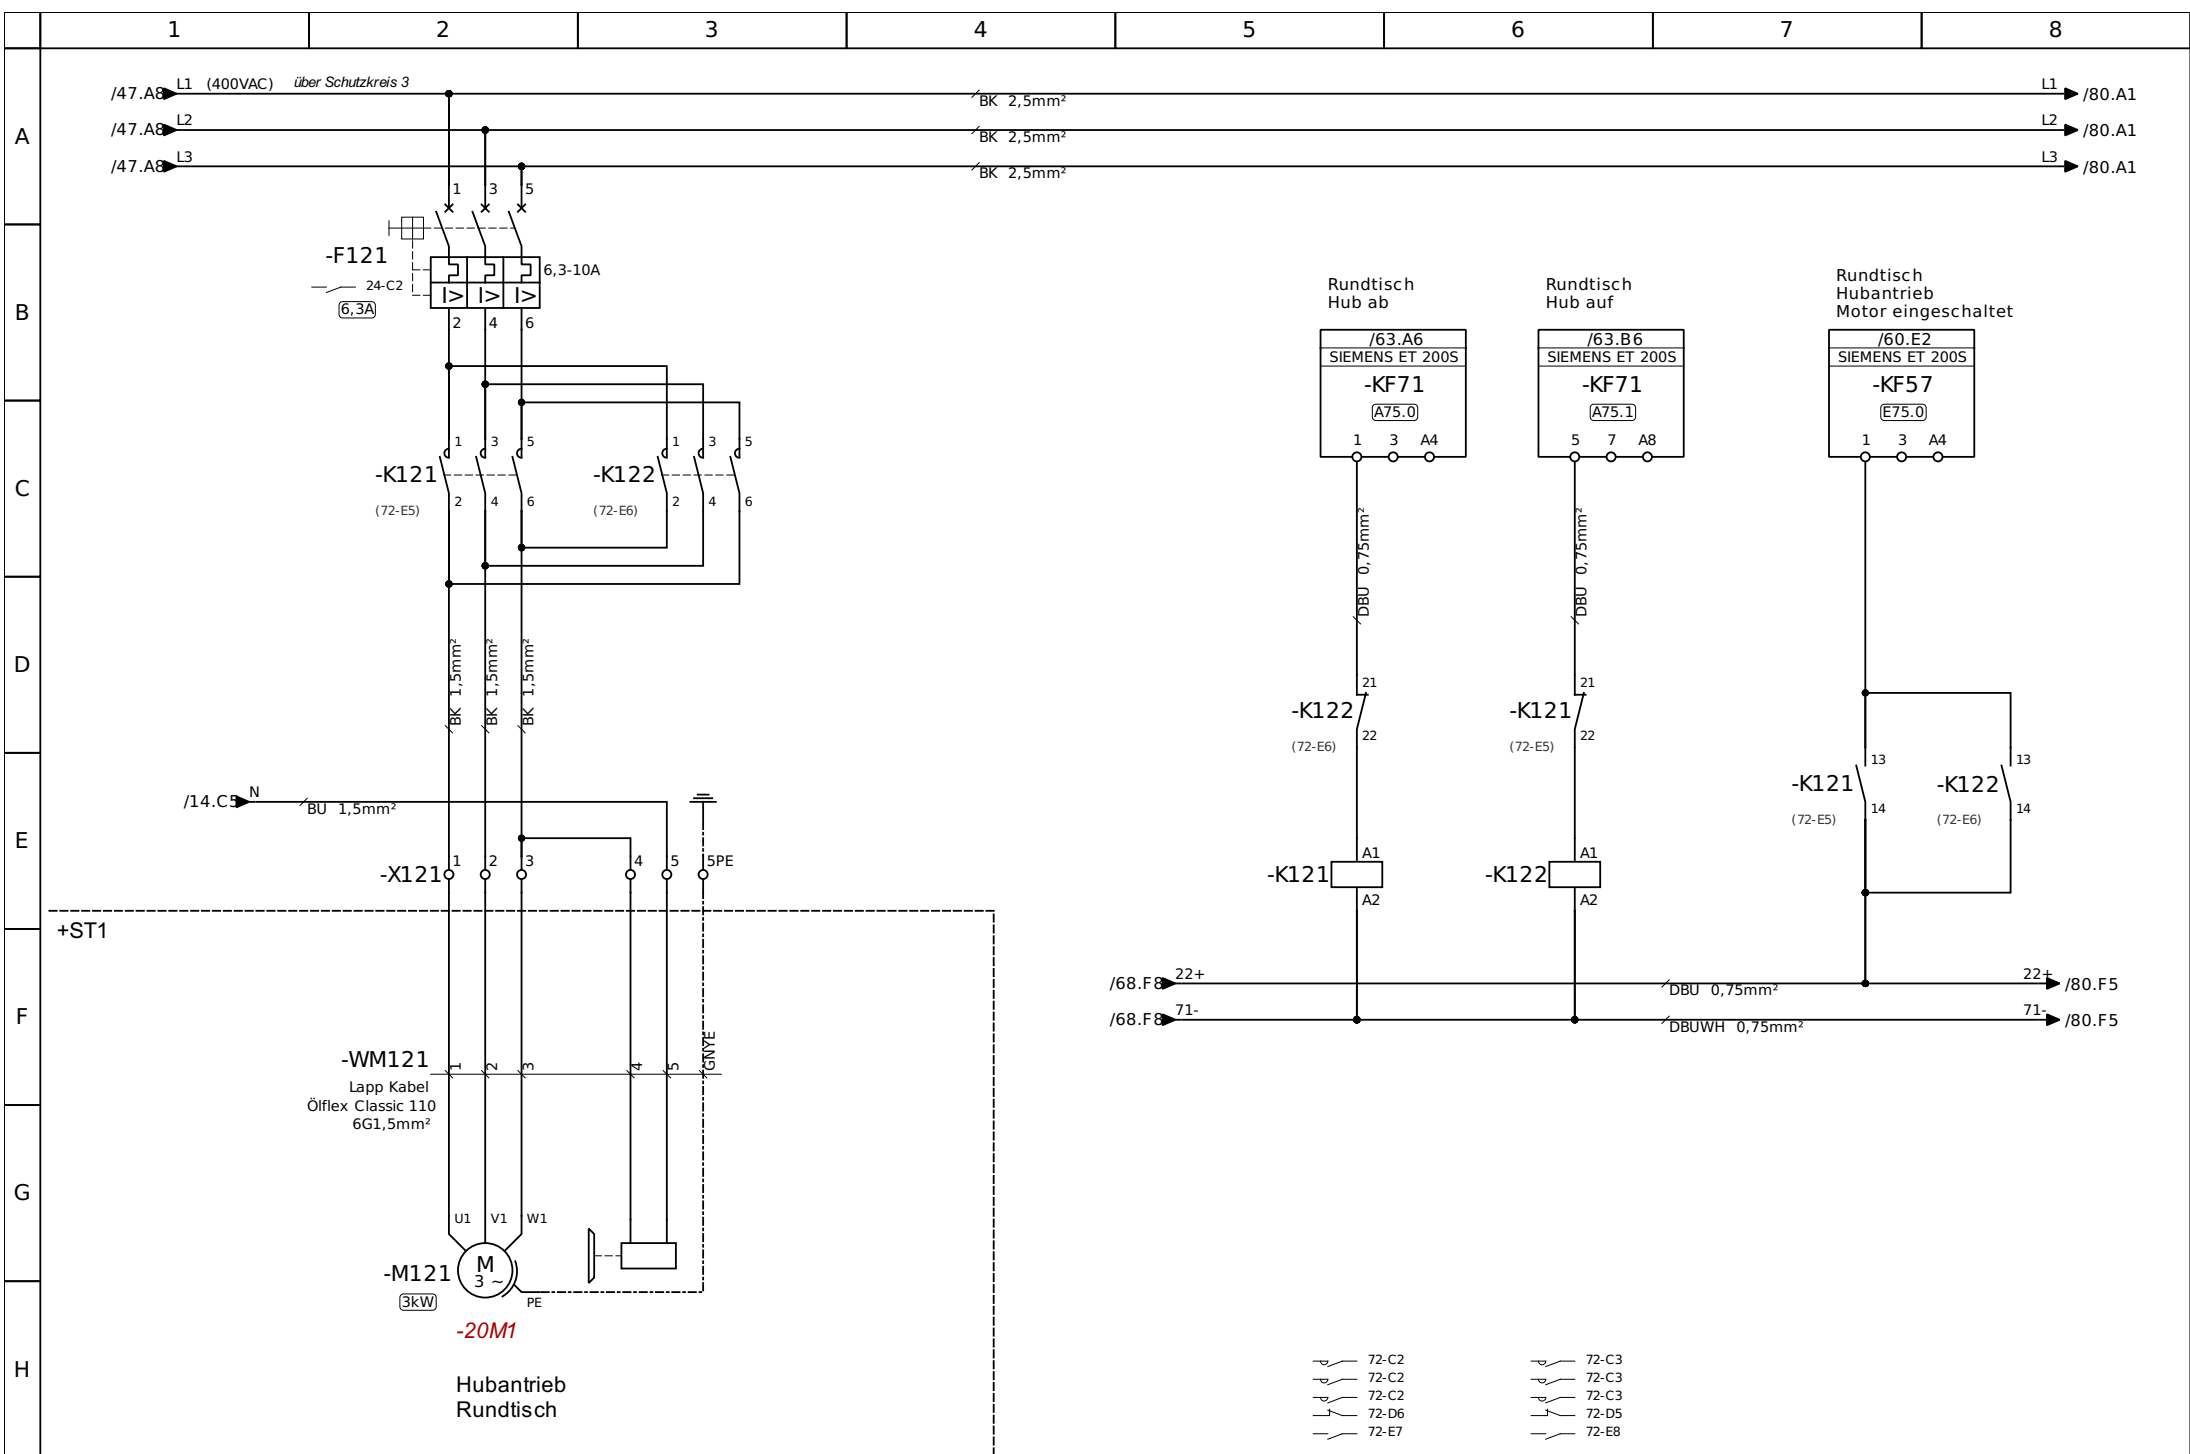 1 2 3 4 5 6 7 8
A
B
C
D
E
F
G
H
/47.A8 L1 (400VAC) über Schutzkreis 3
BK 2,5mm²
L1 /80.A1
/47.A8 L2
BK 2,5mm²
L2 /80.A1
/47.A8 L3
BK 2,5mm²
L3 /80.A1
1 3 5
-F121
24-C2
6,3A
6,3-10A
I> I> I>
2 4 6
1 3 5
-K121
(72-E5)
2 4 6
1 3 5
-K122
(72-E6)
2 4 6
BK 1,5mm²
BK 1,5mm²
BK 1,5mm²
/14.C5 N
BU 1,5mm²
-X121
1 2 3 4 5 5PE
+ST1
-WM121
1 2 3 4 5 GNYE
Lapp Kabel
Ölflex Classic 110
6G1,5mm²
U1 V1 W1
-M121
M
3 ~
3kW
PE
-20M1
Hubantrieb
Rundtisch
Rundtisch
Hub ab
/63.A6
SIEMENS ET 200S
-KF71
A75.0
1 3 A4
DBU 0,75mm²
21
-K122
22
(72-E6)
A1
-K121
A2
Rundtisch
Hub auf
/63.B6
SIEMENS ET 200S
-KF71
A75.1
5 7 A8
DBU 0,75mm²
21
-K121
22
(72-E5)
A1
-K122
A2
Rundtisch
Hubantrieb
Motor eingeschaltet
/60.E2
SIEMENS ET 200S
-KF57
E75.0
1 3 A4
13
-K121
14
(72-E5)
13
-K122
14
(72-E6)
/68.F8 22+
DBU 0,75mm²
22+ /80.F5
/68.F8 71-
DBUWH 0,75mm²
71- /80.F5
72-C2
72-C2
72-C2
72-D6
72-E7
72-C3
72-C3
72-C3
72-D5
72-E8